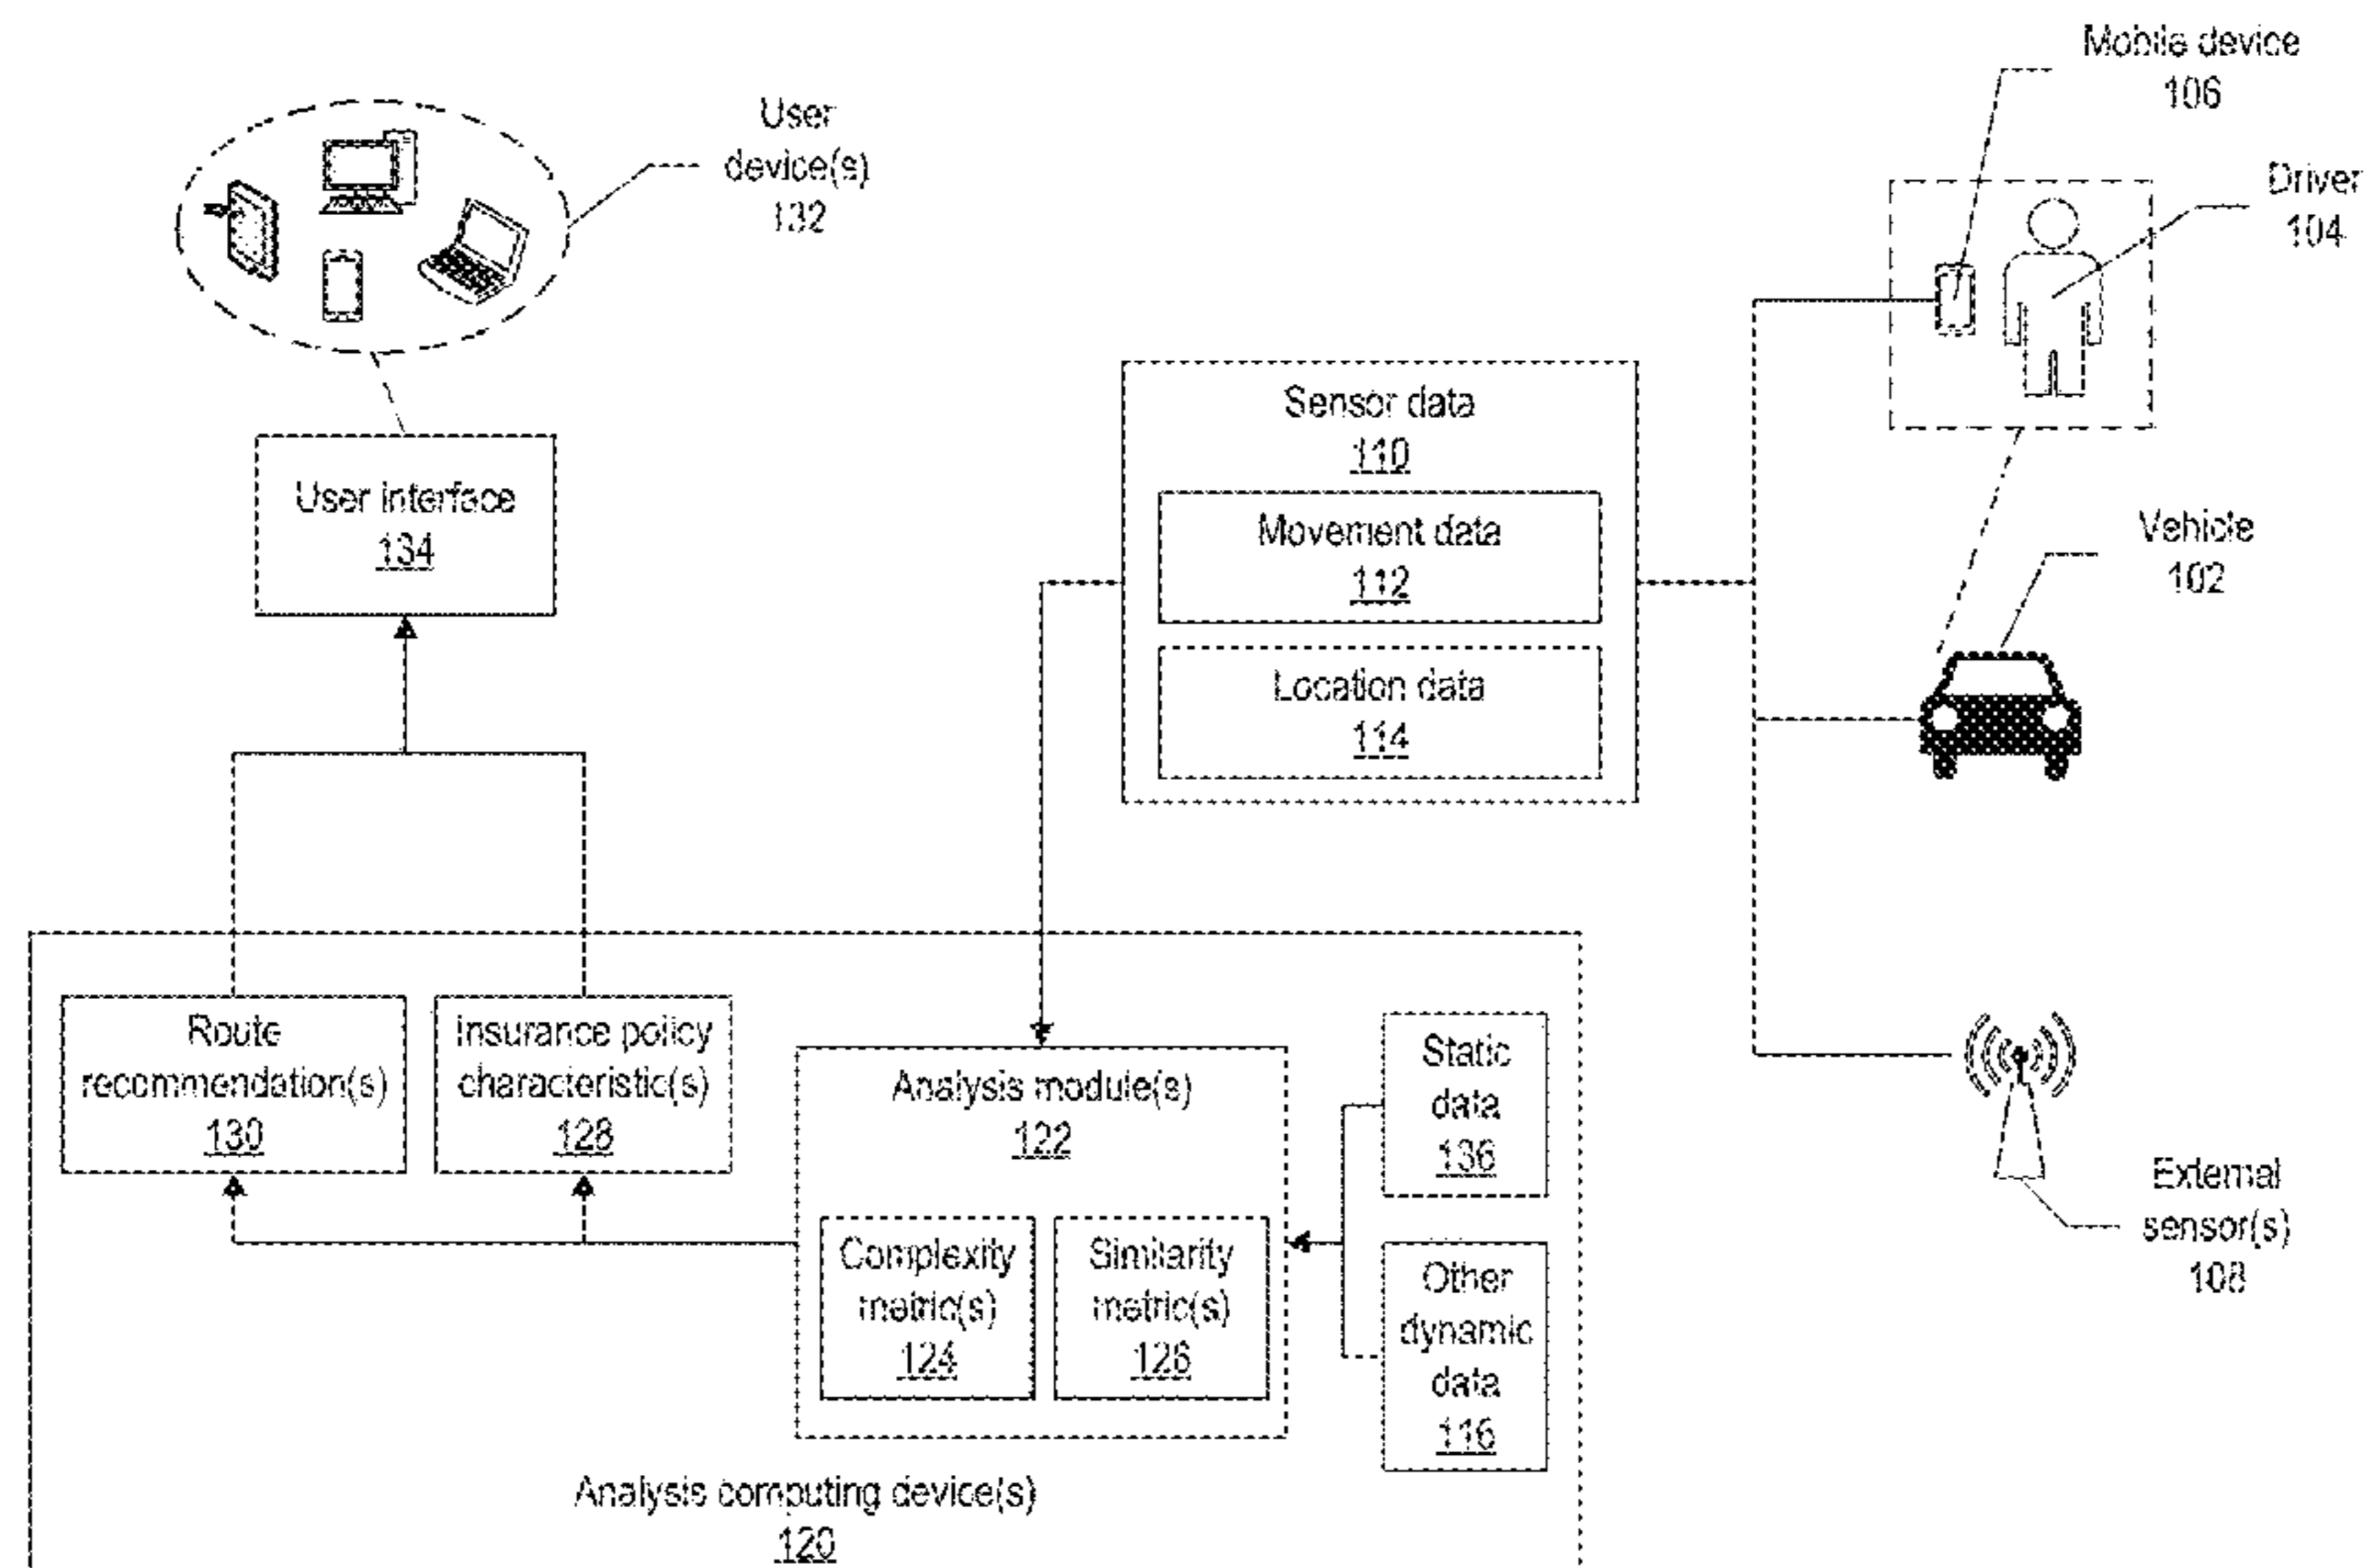 Mobile device
106
User
device(s)
132
Driver
104
Sensor data
110
User interface
134
Movement data
112
Vehicle
102
Location data
114
Route
recommendation(s)
130
Insurance policy
characteristic(s)
128
Analysis module(s)
122
Static
data
136
Complexity
metric(s)
124
Similarity
metric(s)
126
Other
dynamic
data
116
External
sensor(s)
108
Analysis computing device(s)
120